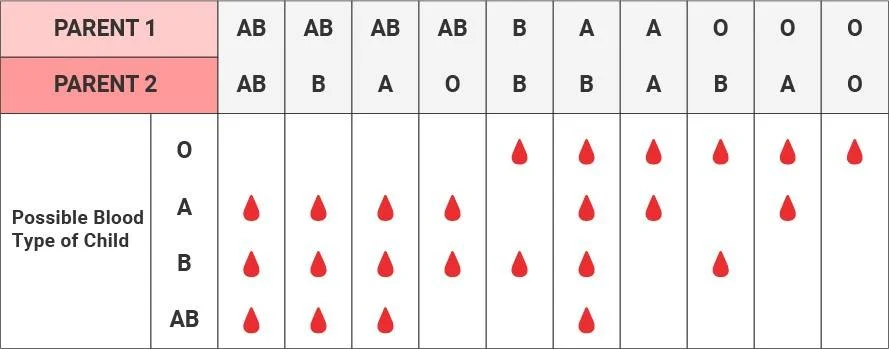 PARENT 1 AB AB AB AB B A A O O O
PARENT 2 AB B A O B B A B A O
O
A
Possible Blood
Type of Child
B
AB